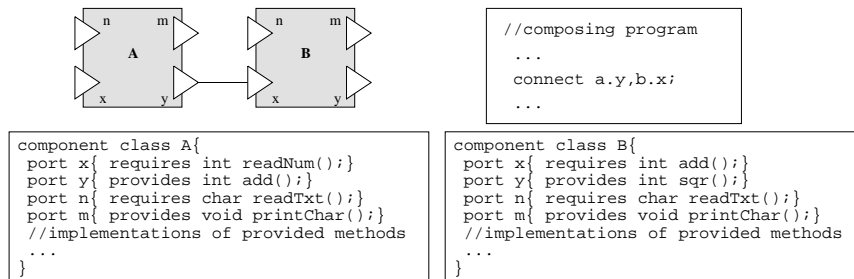 n m n m
A B
x y x y
//composing program
...
connect a.y,b.x;
...
component class A{
port x{ requires int readNum();}
port y{ provides int add();}
port n{ requires char readTxt();}
port m{ provides void printChar();}
//implementations of provided methods
...
}
component class B{
port x{ requires int add();}
port y{ provides int sqr();}
port n{ requires char readTxt();}
port m{ provides void printChar();}
//implementations of provided methods
...
}